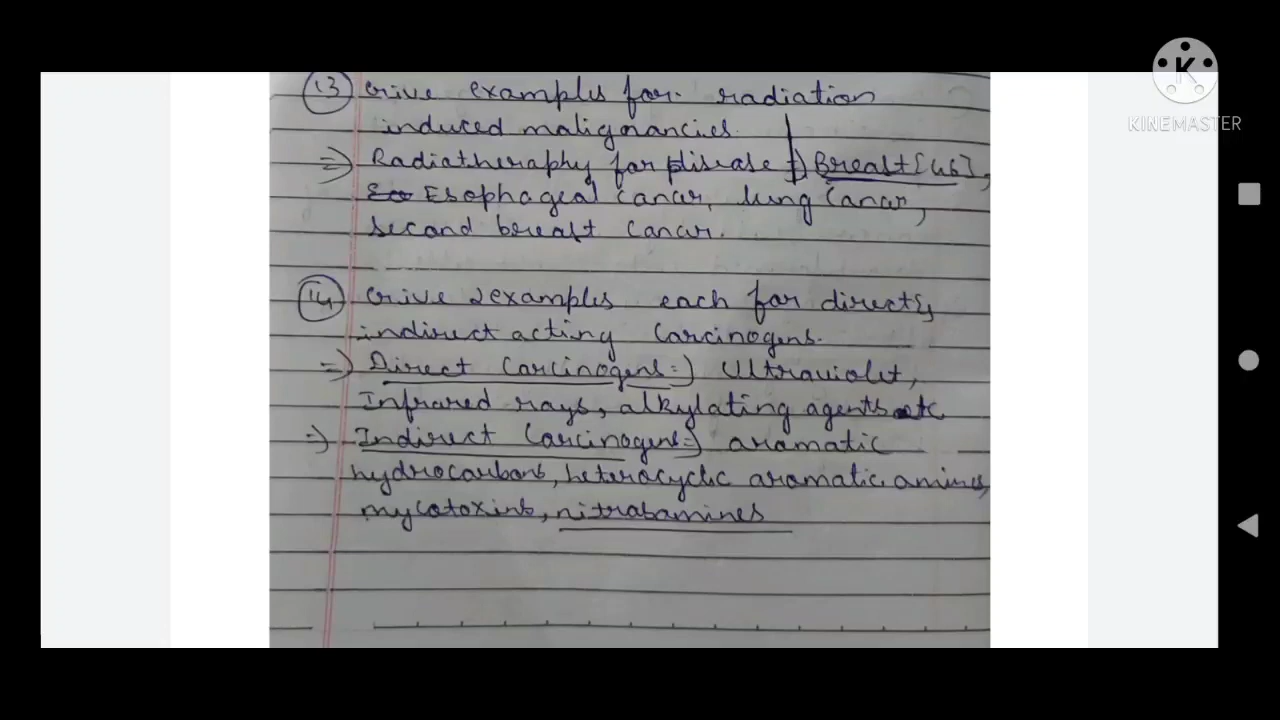 13 Give examples for radiation
induced malignancies.
=) Radiatheraphy for disease =) Breast [46],
Esophageal cancer, lung cancer,
second breast cancer.
14 Give 2 examples each for direct &
indirect acting carcinogens.
=) Direct Carcinogens =) Ultraviolet,
Infrared rays, alkylating agents etc
=) Indirect Carcinogens =) aromatic
hydrocarbons, heterocyclic aromatic amines,
mycotoxins, nitrosamines
K
KINEMASTER